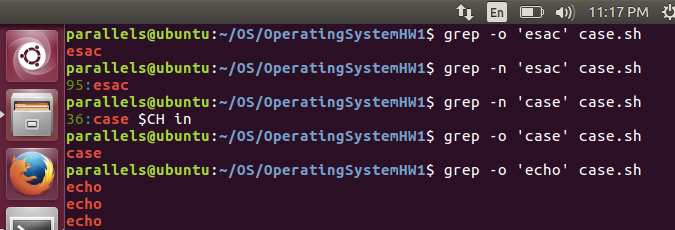 En 11:17 PM
parallels@ubuntu:~/OS/OperatingSystemHW1$ grep -o 'esac' case.sh
esac
parallels@ubuntu:~/OS/OperatingSystemHW1$ grep -n 'esac' case.sh
95:esac
parallels@ubuntu:~/OS/OperatingSystemHW1$ grep -n 'case' case.sh
36:case $CH in
parallels@ubuntu:~/OS/OperatingSystemHW1$ grep -o 'case' case.sh
case
parallels@ubuntu:~/OS/OperatingSystemHW1$ grep -o 'echo' case.sh
echo
echo
echo